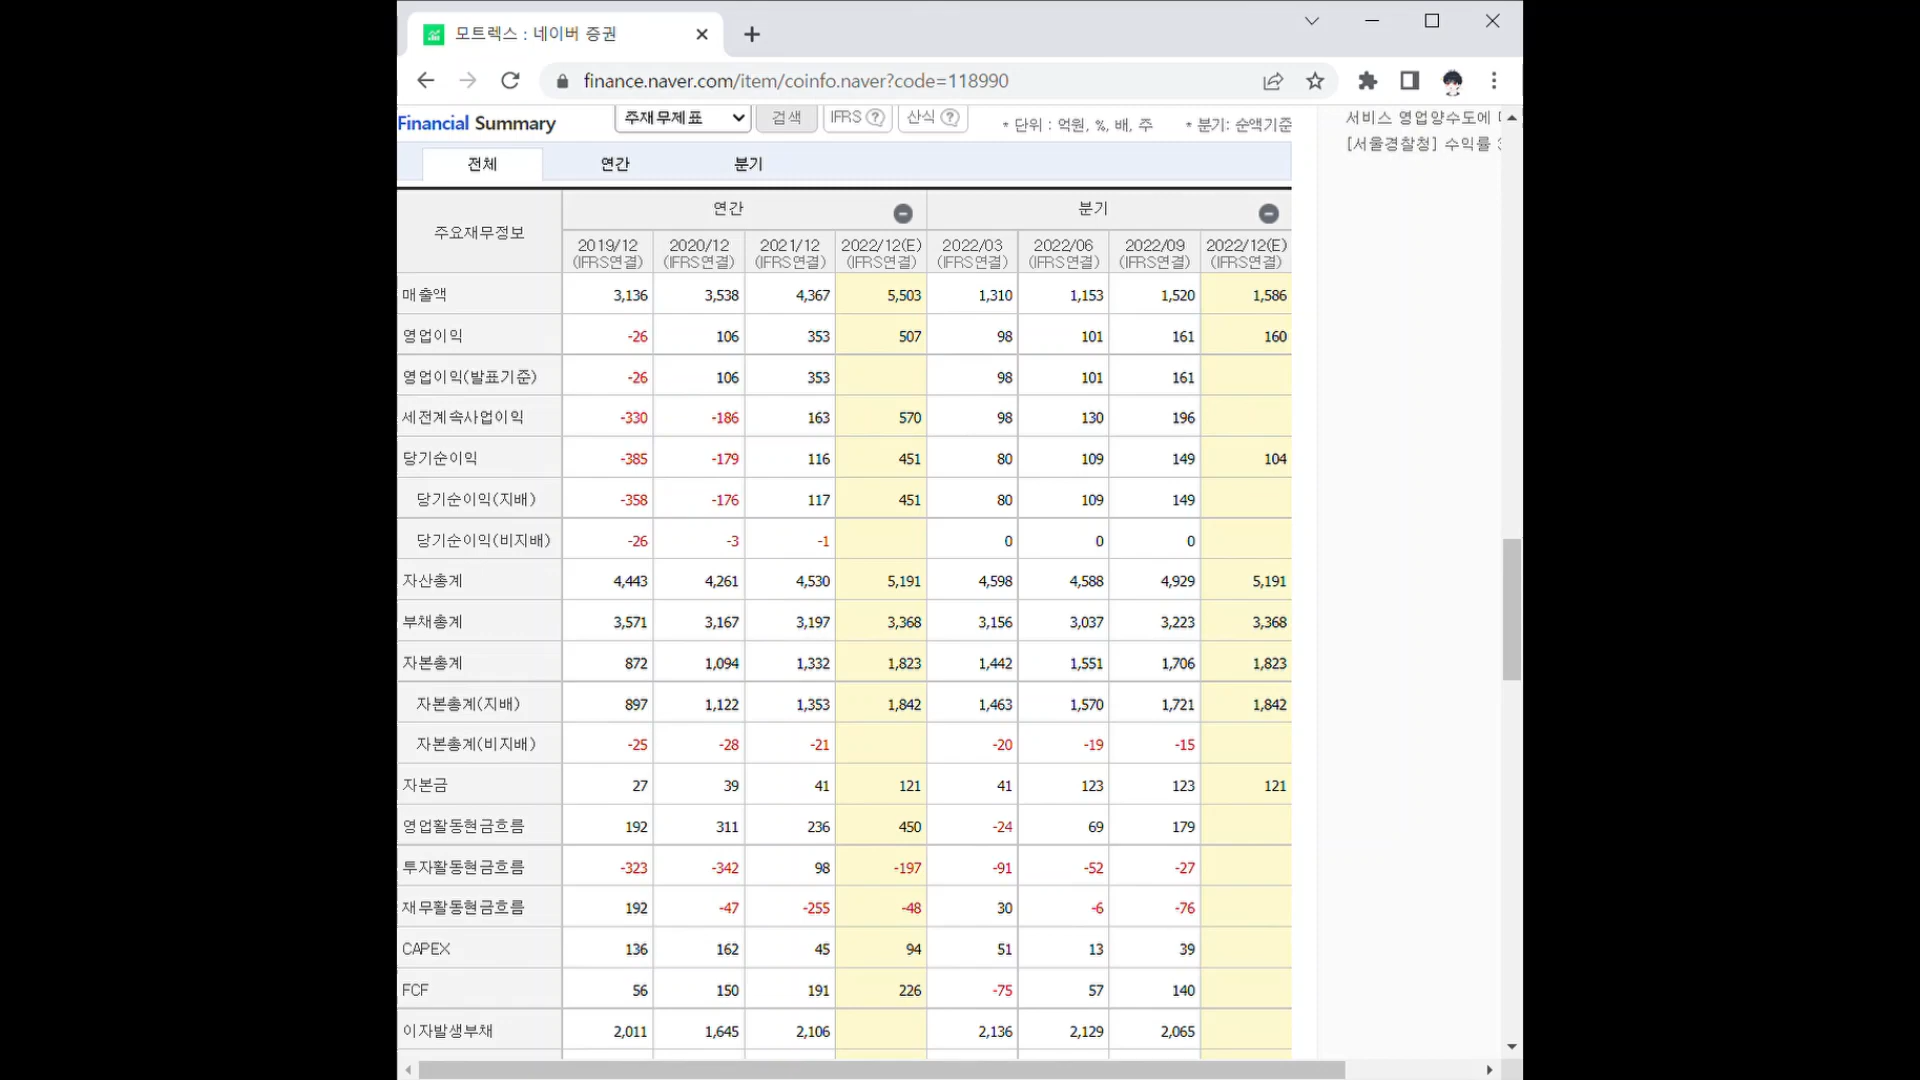 모트렉스 : 네이버 증권
finance.naver.com/item/coinfo.naver?code=118990
Financial Summary 주재무제표 검색 IFRS ? 산식 ? * 단위 : 억원, %, 배, 주 * 분기: 순액기준
서비스 영업양수도에
[서울경찰청] 수익률
전체 연간 분기
주요재무정보 연간 분기
2019/12 2020/12 2021/12 2022/12(E) 2022/03 2022/06 2022/09 2022/12(E)
(IFRS연결) (IFRS연결) (IFRS연결) (IFRS연결) (IFRS연결) (IFRS연결) (IFRS연결) (IFRS연결)
매출액 3,136 3,538 4,367 5,503 1,310 1,153 1,520 1,586
영업이익 -26 106 353 507 98 101 161 160
영업이익(발표기준) -26 106 353 98 101 161
세전계속사업이익 -330 -186 163 570 98 130 196
당기순이익 -385 -179 116 451 80 109 149 104
당기순이익(지배) -358 -176 117 451 80 109 149
당기순이익(비지배) -26 -3 -1 0 0 0
자산총계 4,443 4,261 4,530 5,191 4,598 4,588 4,929 5,191
부채총계 3,571 3,167 3,197 3,368 3,156 3,037 3,223 3,368
자본총계 872 1,094 1,332 1,823 1,442 1,551 1,706 1,823
자본총계(지배) 897 1,122 1,353 1,842 1,463 1,570 1,721 1,842
자본총계(비지배) -25 -28 -21 -20 -19 -15
자본금 27 39 41 121 41 123 123 121
영업활동현금흐름 192 311 236 450 -24 69 179
투자활동현금흐름 -323 -342 98 -197 -91 -52 -27
재무활동현금흐름 192 -47 -255 -48 30 -6 -76
CAPEX 136 162 45 94 51 13 39
FCF 56 150 191 226 -75 57 140
이자발생부채 2,011 1,645 2,106 2,136 2,129 2,065